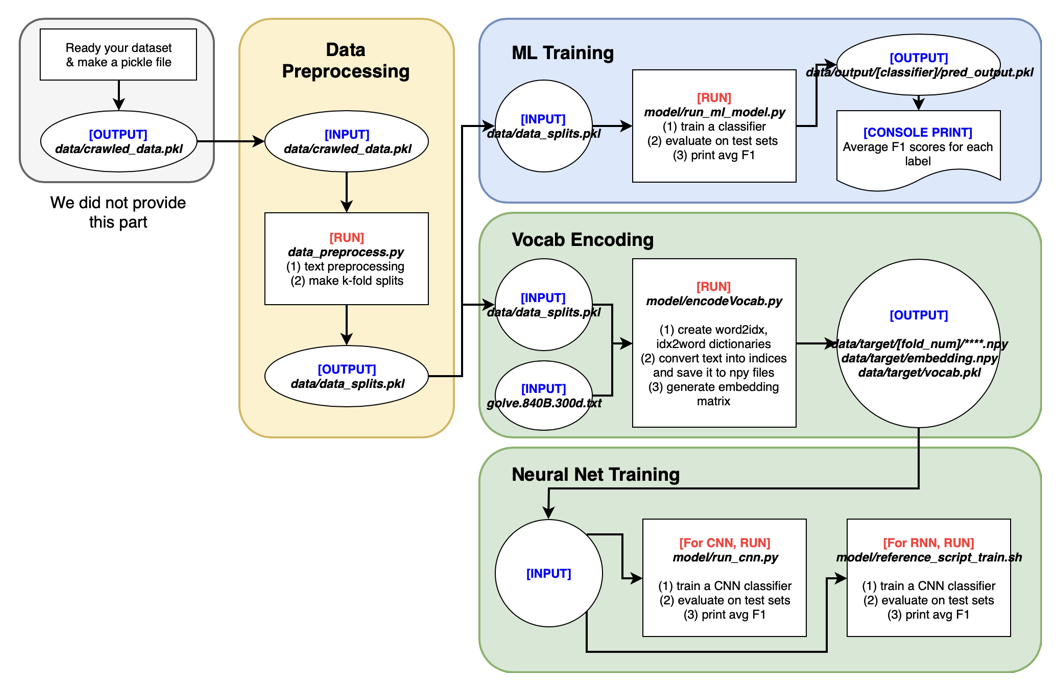 Ready your dataset
& make a pickle file
[OUTPUT]
data/crawled_data.pkl
We did not provide
this part
Data
Preprocessing
[INPUT]
data/crawled_data.pkl
[RUN]
data_preprocess.py
(1) text preprocessing
(2) make k-fold splits
[OUTPUT]
data/data_splits.pkl
ML Training
[INPUT]
data/data_splits.pkl
[RUN]
model/run_ml_model.py
(1) train a classifier
(2) evaluate on test sets
(3) print avg F1
[OUTPUT]
data/output/[classifier]/pred_output.pkl
[CONSOLE PRINT]
Average F1 scores for each
label
Vocab Encoding
[INPUT]
data/data_splits.pkl
[INPUT]
golve.840B.300d.txt
[RUN]
model/encodeVocab.py
(1) create word2idx,
idx2word dictionaries
(2) convert text into indices
and save it to npy files
(3) generate embedding
matrix
[OUTPUT]
data/target/[fold_num]/****.npy
data/target/embedding.npy
data/target/vocab.pkl
Neural Net Training
[INPUT]
[For CNN, RUN]
model/run_cnn.py
(1) train a CNN classifier
(2) evaluate on test sets
(3) print avg F1
[For RNN, RUN]
model/reference_script_train.sh
(1) train a CNN classifier
(2) evaluate on test sets
(3) print avg F1